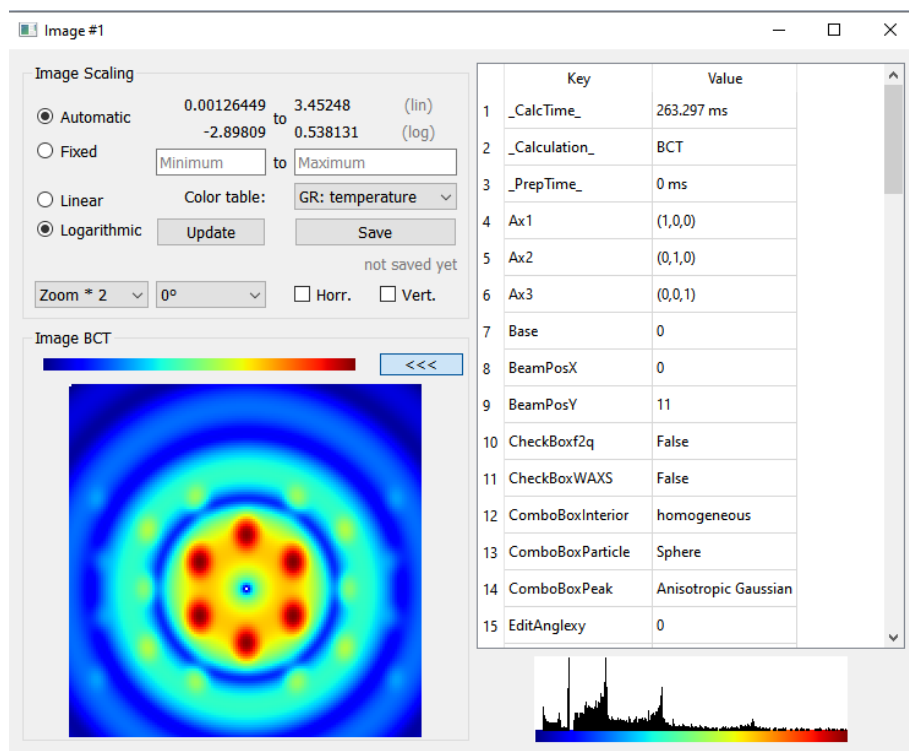 Image #1
Image Scaling
Automatic 0.00126449 to 3.45248 (lin)
-2.89809 0.538131 (log)
Fixed Minimum to Maximum
Linear Color table: GR: temperature
Logarithmic Update Save
not saved yet
Zoom * 2 0° Horr. Vert.
Image BCT
<<<
Key Value
1 _CalcTime_ 263.297 ms
2 _Calculation_ BCT
3 _PrepTime_ 0 ms
4 Ax1 (1,0,0)
5 Ax2 (0,1,0)
6 Ax3 (0,0,1)
7 Base 0
8 BeamPosX 0
9 BeamPosY 11
10 CheckBoxf2q False
11 CheckBoxWAXS False
12 ComboBoxInterior homogeneous
13 ComboBoxParticle Sphere
14 ComboBoxPeak Anisotropic Gaussian
15 EditAnglexy 0